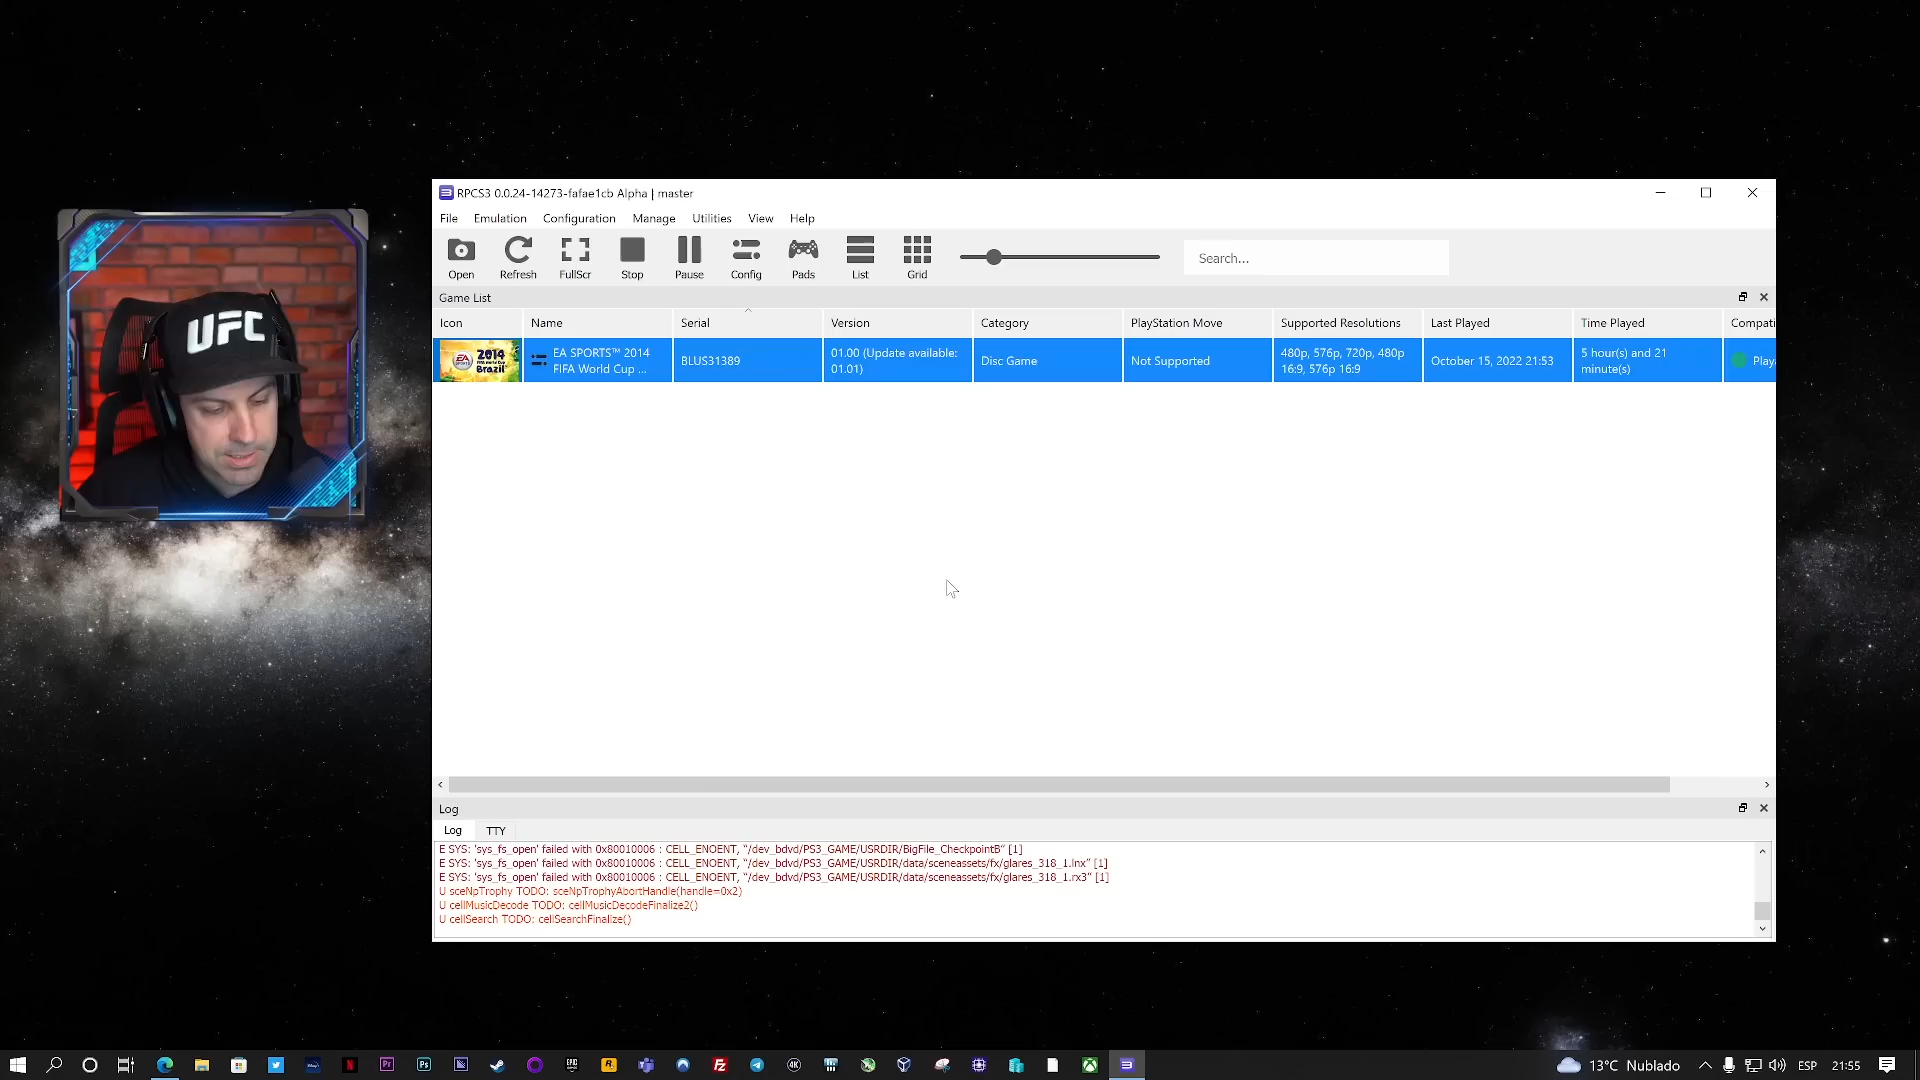 RPCS3 0.0.24-14273-fafae1cb Alpha | master
File Emulation Configuration Manage Utilities View Help
Open Refresh FullScr Stop Pause Config Pads List Grid Search...
Game List
Icon Name Serial Version Category PlayStation Move Supported Resolutions Last Played Time Played Compati
EA SPORTS 2014 Brazil
EA SPORTS™ 2014
FIFA World Cup ...
BLUS31389
01.00 (Update available:
01.01)
Disc Game
Not Supported
480p, 576p, 720p, 480p
16:9, 576p 16:9
October 15, 2022 21:53
5 hour(s) and 21
minute(s)
Play
UFC
Log
Log TTY
E SYS: 'sys_fs_open' failed with 0x80010006 : CELL_ENOENT, “/dev_bdvd/PS3_GAME/USRDIR/BigFile_CheckpointB” [1]
E SYS: 'sys_fs_open' failed with 0x80010006 : CELL_ENOENT, “/dev_bdvd/PS3_GAME/USRDIR/data/sceneassets/fx/glares_318_1.lnx” [1]
E SYS: 'sys_fs_open' failed with 0x80010006 : CELL_ENOENT, “/dev_bdvd/PS3_GAME/USRDIR/data/sceneassets/fx/glares_318_1.rx3” [1]
U sceNpTrophy TODO: sceNpTrophyAbortHandle(handle=0x2)
U cellMusicDecode TODO: cellMusicDecodeFinalize2()
U cellSearch TODO: cellSearchFinalize()
13°C Nublado ESP 21:55